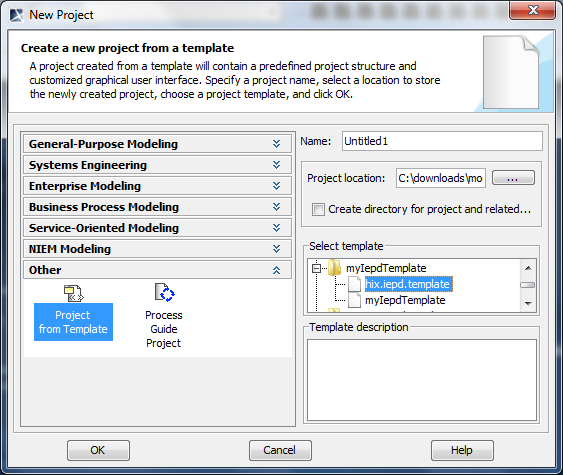 New Project
Create a new project from a template
A project created from a template will contain a predefined project structure and
customized graphical user interface. Specify a project name, select a location to store
the newly created project, choose a project template, and click OK.
General-Purpose Modeling
Systems Engineering
Enterprise Modeling
Business Process Modeling
Service-Oriented Modeling
NIEM Modeling
Other
Project
from Template
Process
Guide
Project
Name: Untitled1
Project location: C:\downloads\mo ...
Create directory for project and related...
Select template
myIepdTemplate
hix.iepd.template
myIepdTemplate
Template description
OK Cancel Help